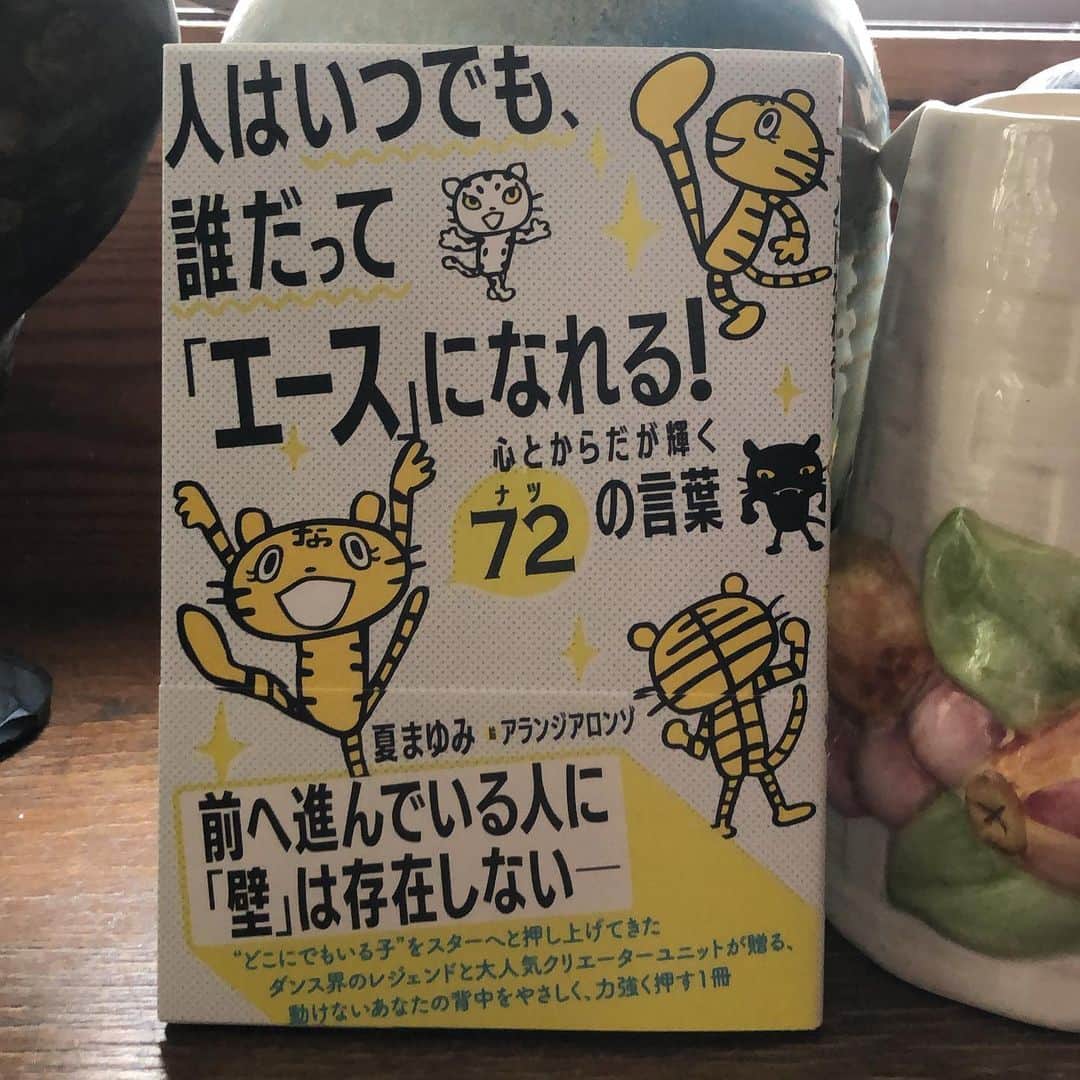 人はいつでも、
誰だって
「エース」になれる!
心とからだが輝く
ナツ
72の言葉
なっ
夏まゆみ 絵 アランジアロンゾ
前へ進んでいる人に
「壁」は存在しない―
“どこにでもいる子”をスターへと押し上げてきた
ダンス界のレジェンドと大人気クリエーターユニットが贈る、
動けないあなたの背中をやさしく、力強く押す1冊